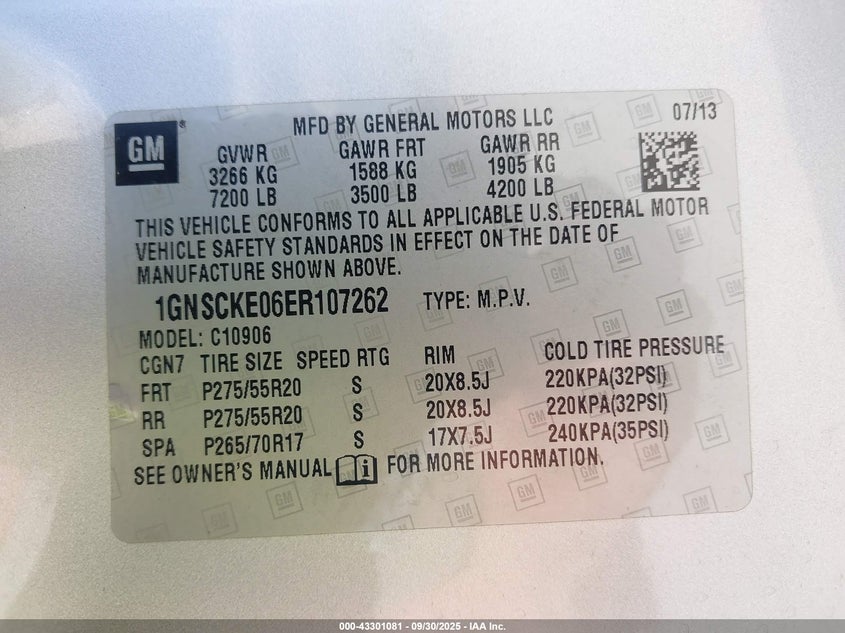 MFD BY GENERAL MOTORS LLC 07/13
GM ®
GVWR GAWR FRT GAWR RR
3266 KG 1588 KG 1905 KG
7200 LB 3500 LB 4200 LB
THIS VEHICLE CONFORMS TO ALL APPLICABLE U.S. FEDERAL MOTOR
VEHICLE SAFETY STANDARDS IN EFFECT ON THE DATE OF
MANUFACTURE SHOWN ABOVE.
1GNSCKE06ER107262 TYPE: M.P.V.
MODEL: C10906
CGN7 TIRE SIZE SPEED RTG RIM COLD TIRE PRESSURE
FRT P275/55R20 S 20X8.5J 220KPA(32PSI)
RR P275/55R20 S 20X8.5J 220KPA(32PSI)
SPA P265/70R17 S 17X7.5J 240KPA(35PSI)
SEE OWNER'S MANUAL FOR MORE INFORMATION.
000-43301081 - 09/30/2025 - IAA Inc.